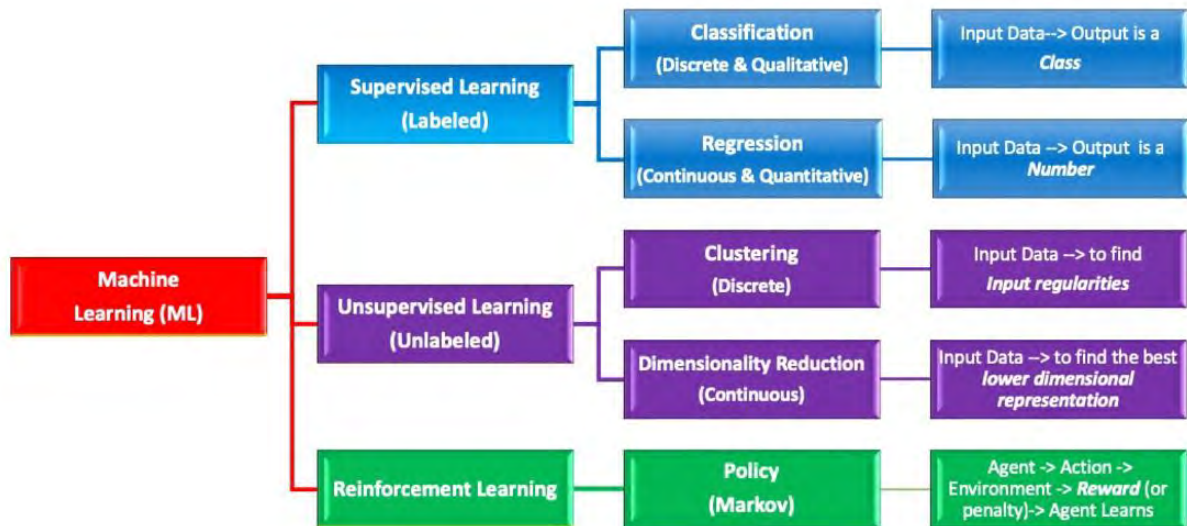 Classification
(Discrete & Qualitative)
Input Data--> Output is a
Class
Supervised Learning
(Labeled)
Regression
(Continuous & Quantitative)
Input Data --> Output is a
Number
Machine
Learning (ML)
Clustering
(Discrete)
Input Data --> to find
Input regularities
Unsupervised Learning
(Unlabeled)
Dimensionality Reduction
(Continuous)
Input Data --> to find the best
lower dimensional
representation
Reinforcement Learning
Policy
(Markov)
Agent -> Action ->
Environment -> Reward (or
penalty)-> Agent Learns